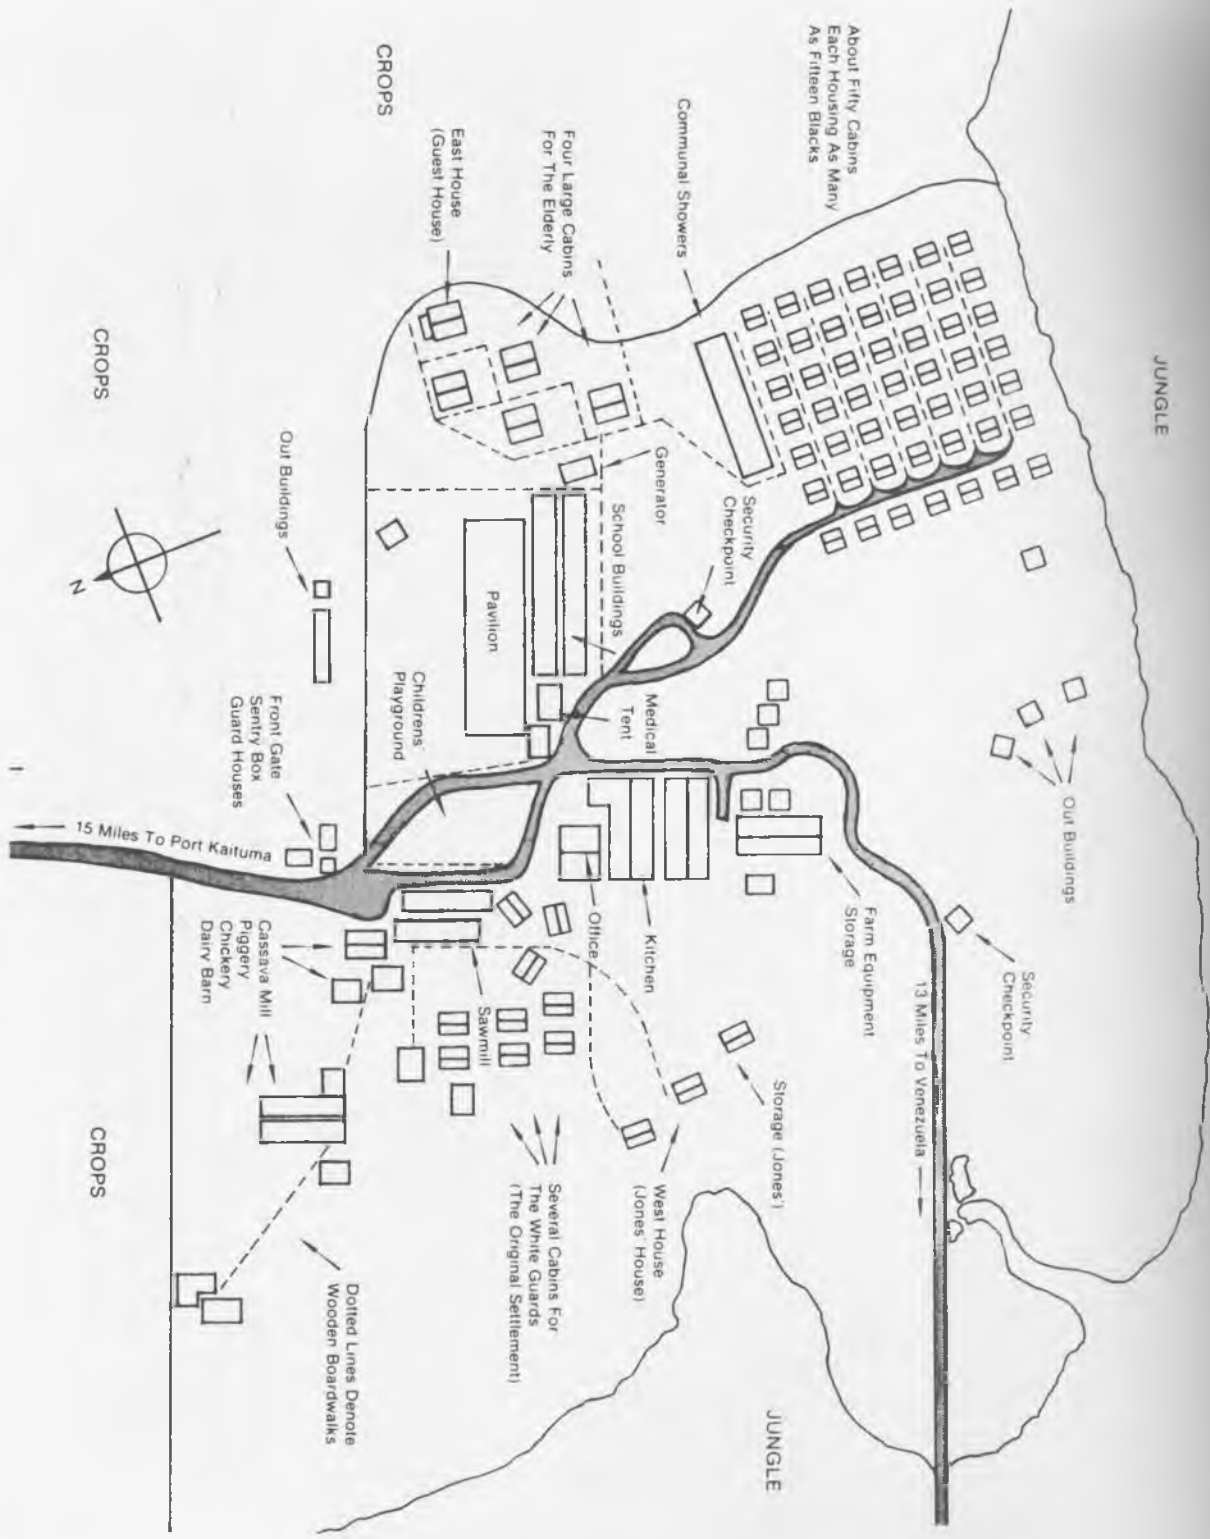 JUNGLE
About Fifty Cabins
Each Housing As Many
As Fifteen Blacks
Communal Showers
Four Large Cabins
For The Elderly
East House
(Guest House)
CROPS
CROPS
Security
Checkpoint
Generator
School Buildings
Pavilion
Medical
Tent
Childrens'
Playground
Out Buildings
N
Front Gate
Sentry Box
Guard Houses
15 Miles To Port Kaituma
Out Buildings
Security
Checkpoint
Farm Equipment
Storage
Kitchen
Office
Sawmill
13 Miles To Venezuela
Storage (Jones')
West House
(Jones' House)
Several Cabins For
The White Guards
(The Original Settlement)
Cassava Mill
Piggery
Chickery
Dairy Barn
Dotted Lines Denote
Wooden Boardwalks
CROPS
JUNGLE